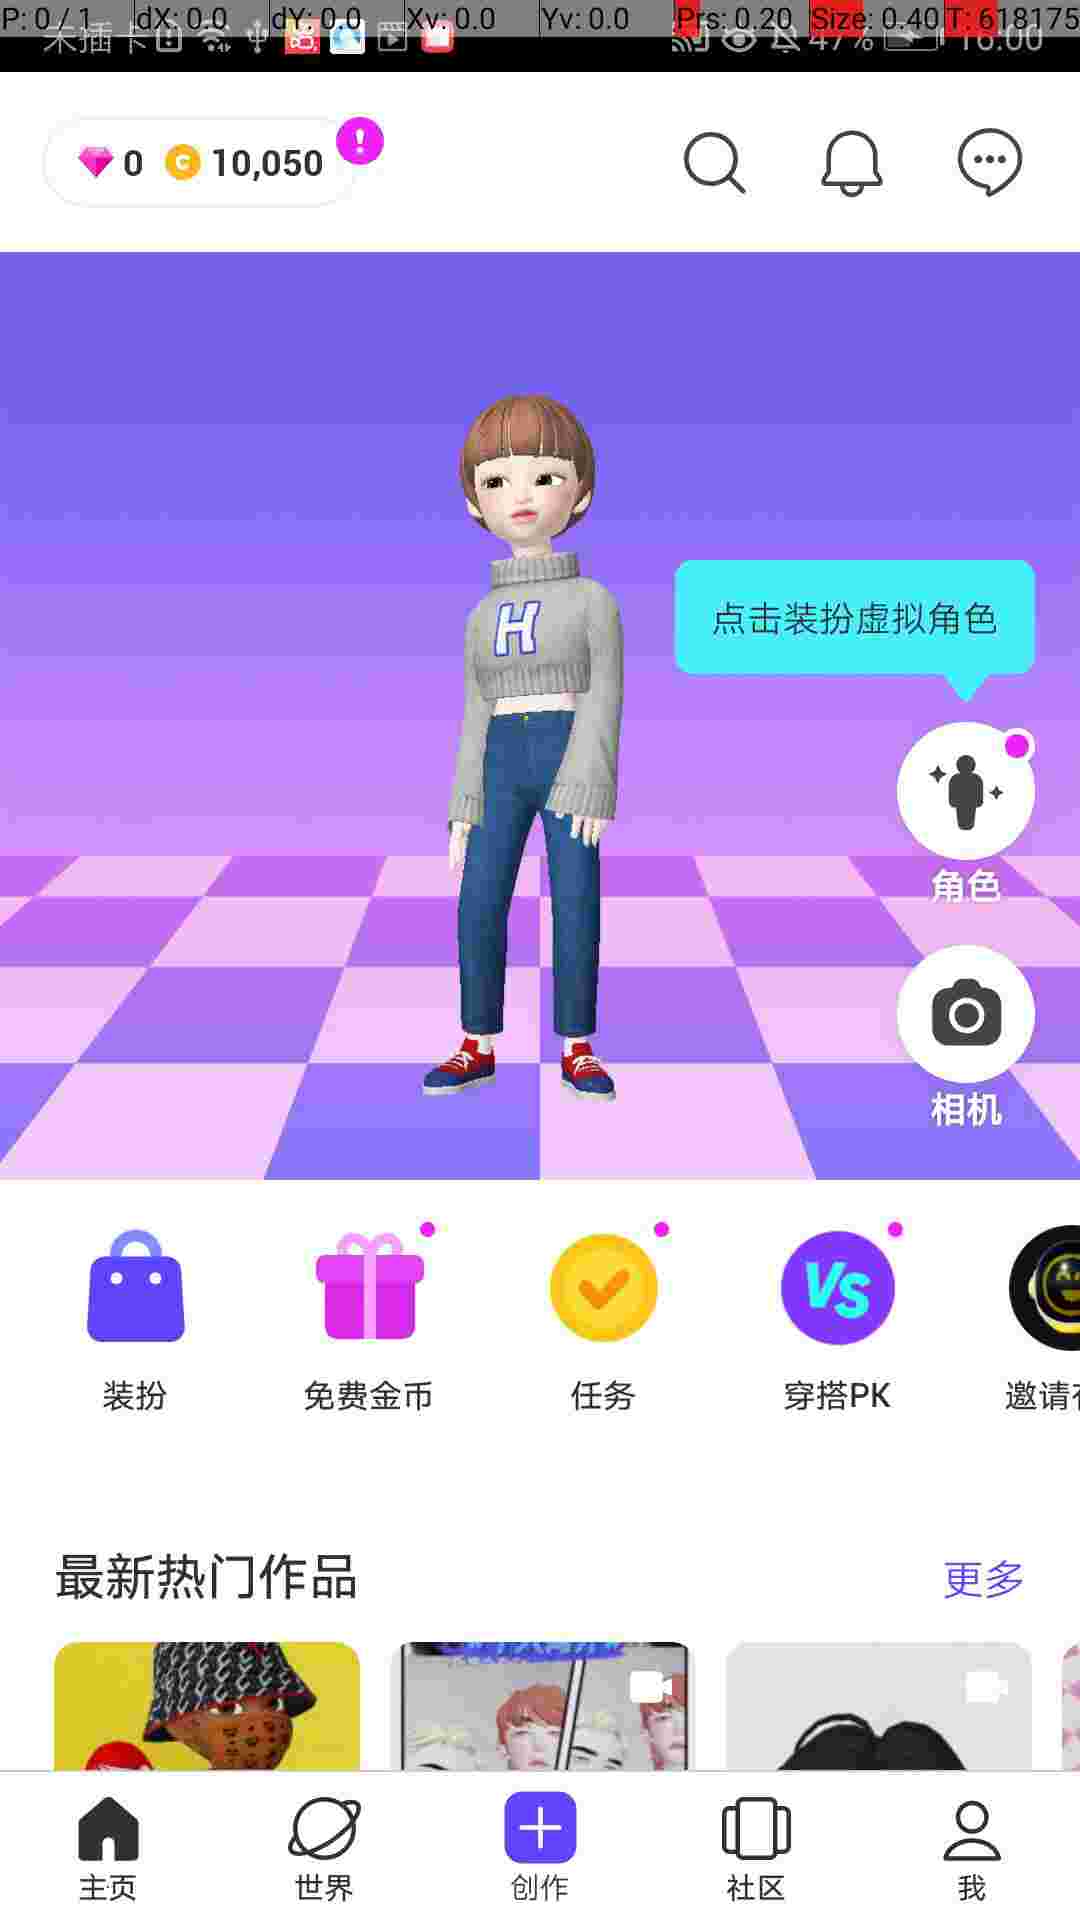 P: 0 / 1 dX: 0.0 dY: 0.0 Xv: 0.0 Yv: 0.0 Prs: 0.20 Size: 0.40 T: 618175
未插卡 47% 16:00
0 C 10,050
H
点击装扮虚拟角色
角色
相机
VS
装扮 免费金币 任务 穿搭PK 邀请
最新热门作品 更多
主页 世界 创作 社区 我